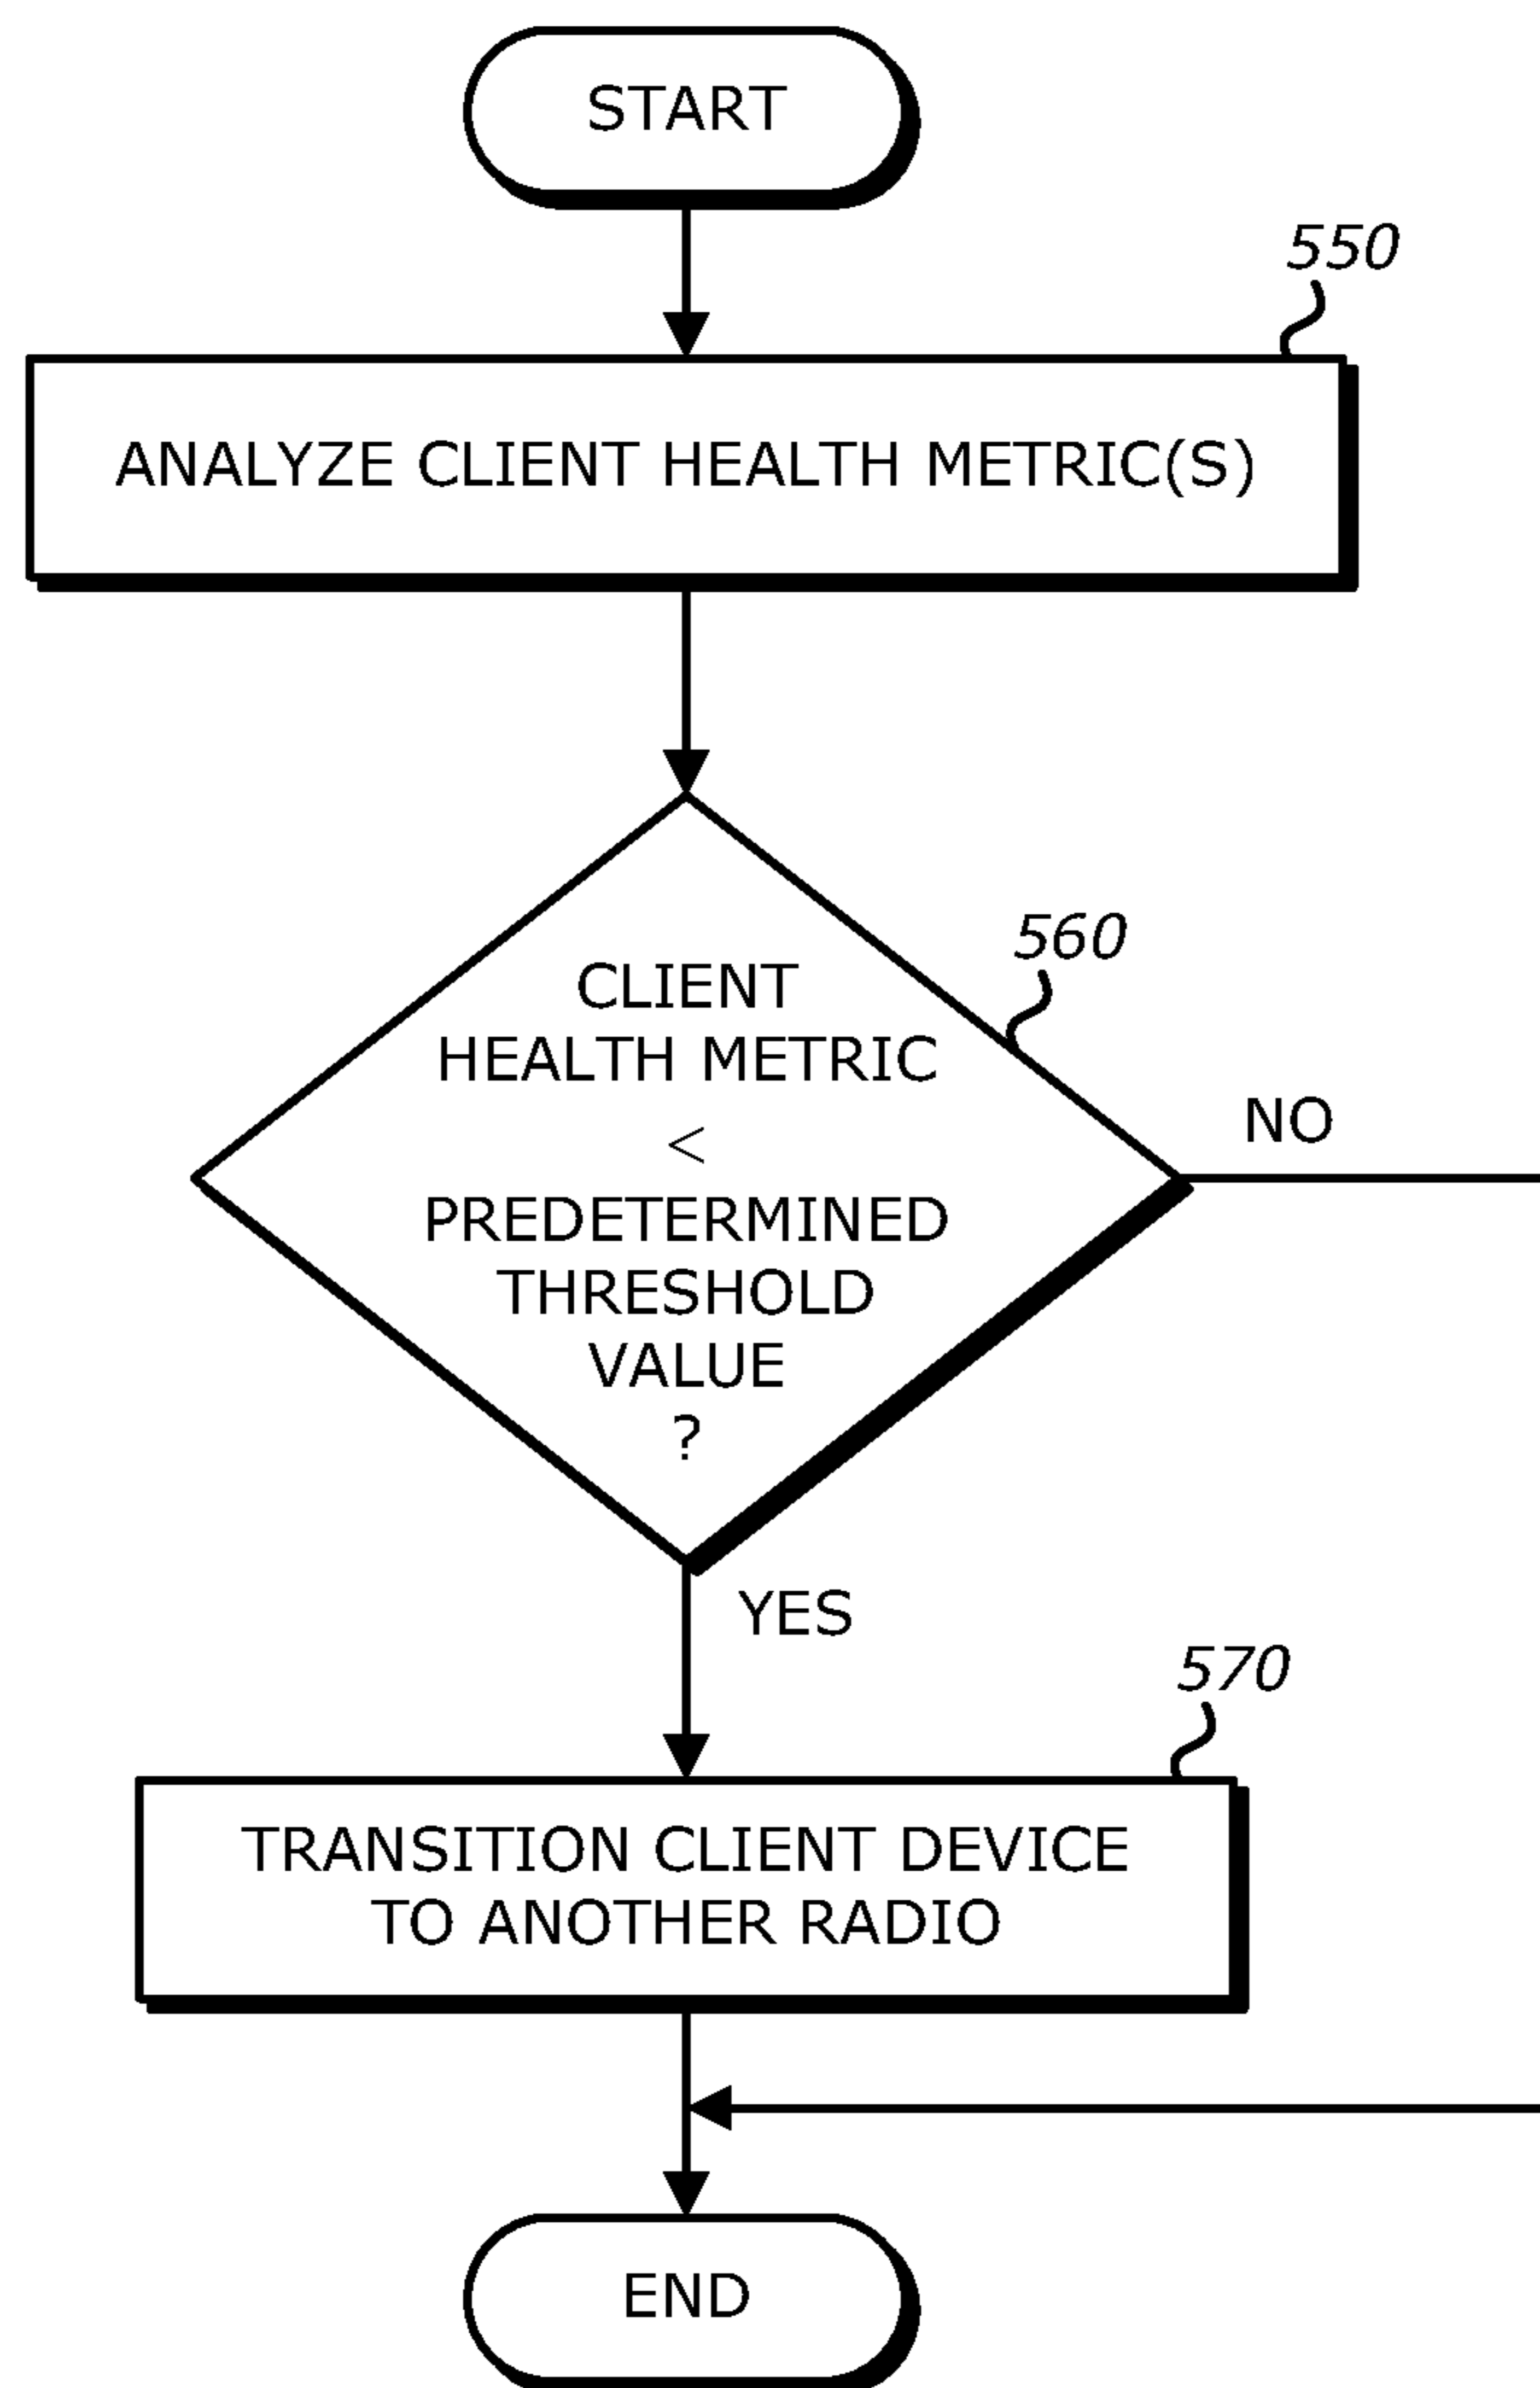 START
550
ANALYZE CLIENT HEALTH METRIC(S)
560
CLIENT
HEALTH METRIC
<
PREDETERMINED
THRESHOLD
VALUE
?
NO
YES
570
TRANSITION CLIENT DEVICE
TO ANOTHER RADIO
END